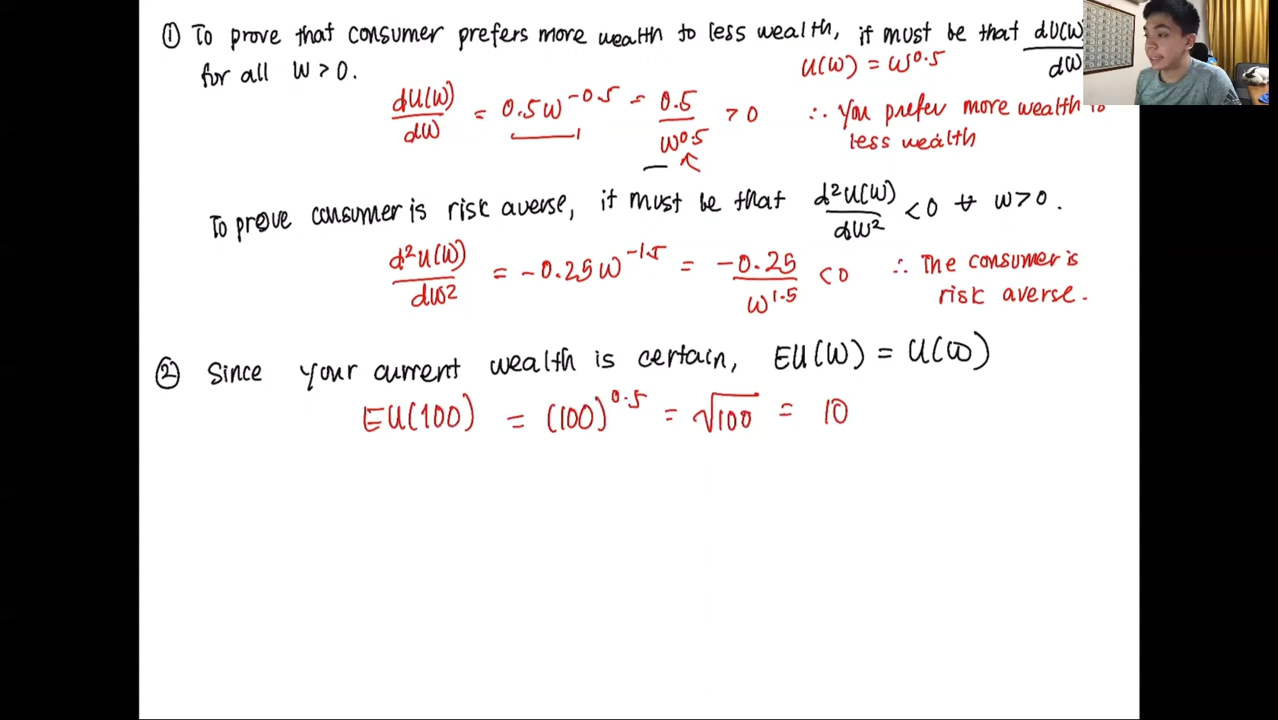 ① To prove that consumer prefers more wealth to less wealth, it must be that dU(W)/dW
for all W > 0.
U(W) = W^0.5
dU(W)/dW = 0.5W^-0.5 = 0.5/W^0.5 > 0 ∴ You prefer more wealth to
less wealth
To prove consumer is risk averse, it must be that d²U(W)/dW² < 0 ∀ W > 0.
d²U(W)/dW² = -0.25W^-1.5 = -0.25/W^1.5 < 0 ∴ The consumer is
risk averse.
② Since your current wealth is certain, EU(W) = U(W)
EU(100) = (100)^0.5 = √100 = 10